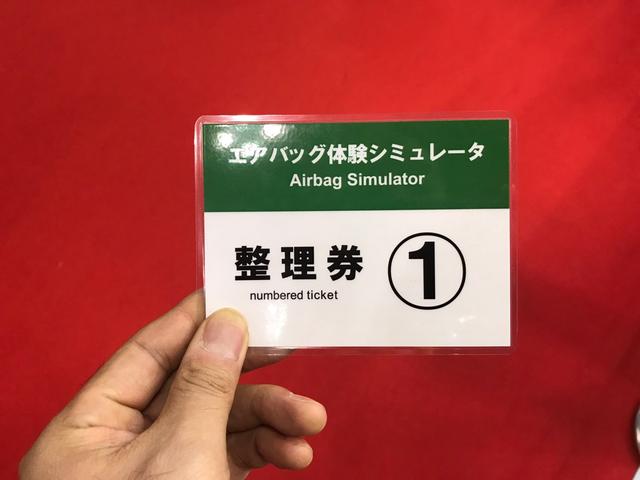 エアバッグ体験シミュレータ
Airbag Simulator
整理券 ①
numbered ticket